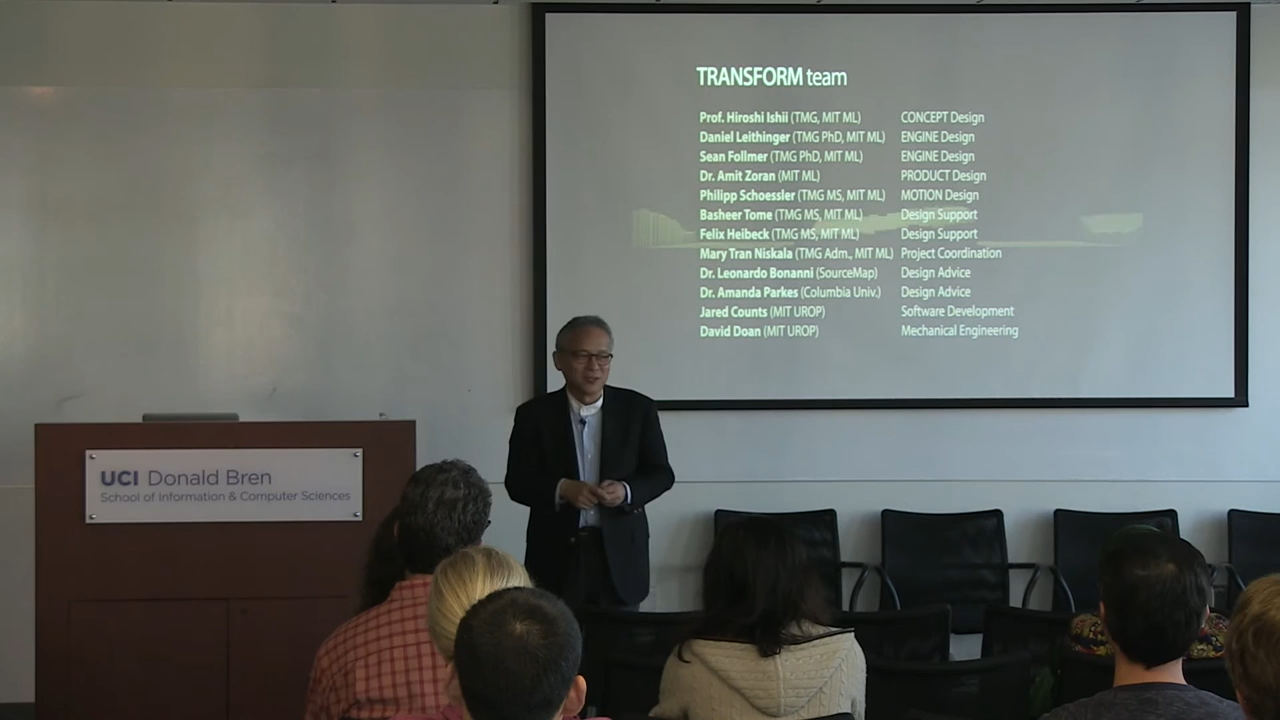 TRANSFORM team
Prof. Hiroshi Ishii (TMG, MIT ML) CONCEPT Design
Daniel Leithinger (TMG PhD, MIT ML) ENGINE Design
Sean Follmer (TMG PhD, MIT ML) ENGINE Design
Dr. Amit Zoran (MIT ML) PRODUCT Design
Philipp Schoessler (TMG MS, MIT ML) MOTION Design
Basheer Tome (TMG MS, MIT ML) Design Support
Felix Heibeck (TMG MS, MIT ML) Design Support
Mary Tran Niskala (TMG Adm., MIT ML) Project Coordination
Dr. Leonardo Bonanni (SourceMap) Design Advice
Dr. Amanda Parkes (Columbia Univ.) Design Advice
Jared Counts (MIT UROP) Software Development
David Doan (MIT UROP) Mechanical Engineering
UCI Donald Bren
School of Information & Computer Sciences